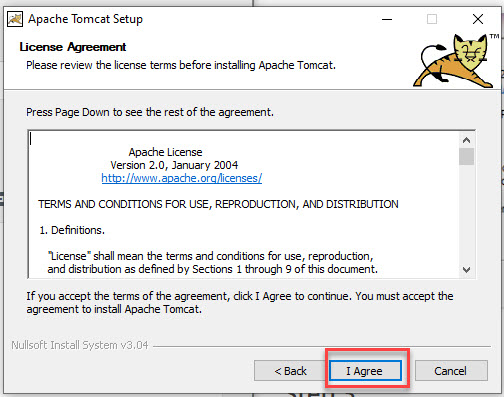 Apache Tomcat Setup
License Agreement
Please review the license terms before installing Apache Tomcat.
TM
Press Page Down to see the rest of the agreement.
Apache License
Version 2.0, January 2004
http://www.apache.org/licenses/
TERMS AND CONDITIONS FOR USE, REPRODUCTION, AND DISTRIBUTION
1. Definitions.
"License" shall mean the terms and conditions for use, reproduction,
and distribution as defined by Sections 1 through 9 of this document.
If you accept the terms of the agreement, click I Agree to continue. You must accept the
agreement to install Apache Tomcat.
Nullsoft Install System v3.04
< Back
I Agree
Cancel